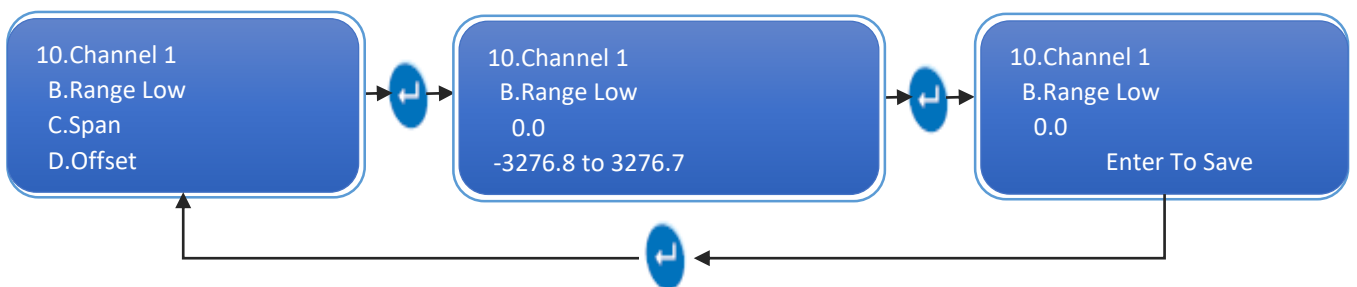 10.Channel 1
B.Range Low
C.Span
D.Offset
10.Channel 1
B.Range Low
0.0
-3276.8 to 3276.7
10.Channel 1
B.Range Low
0.0
Enter To Save